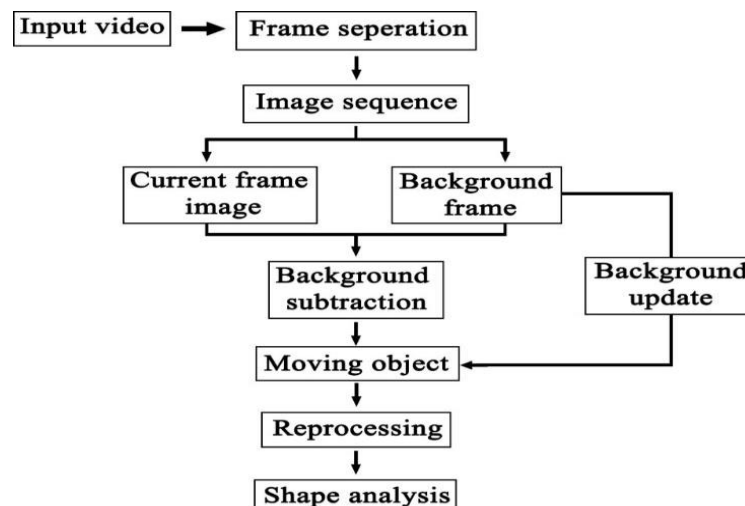 Input video
Frame seperation
Image sequence
Current frame
image
Background
frame
Background
subtraction
Background
update
Moving object
Reprocessing
Shape analysis